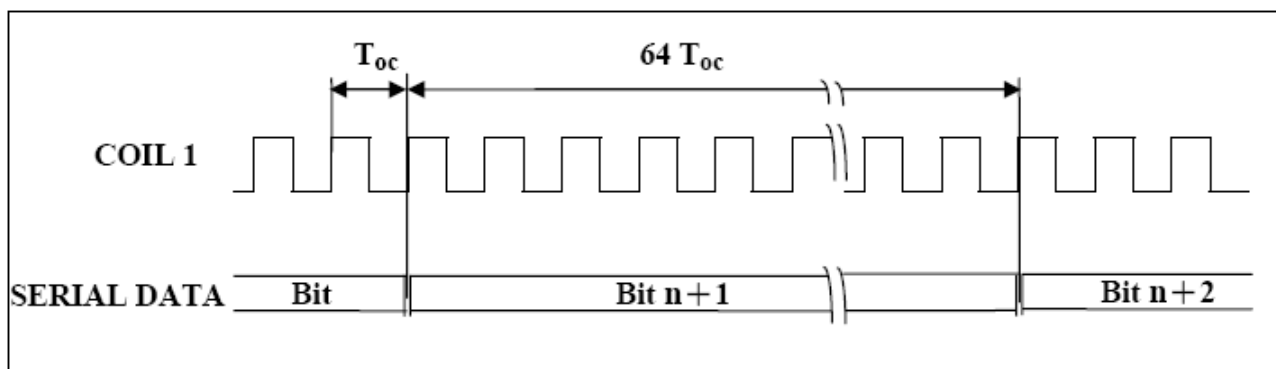 Toc 64 Toc
COIL 1
SERIAL DATA Bit Bit n+1 Bit n+2